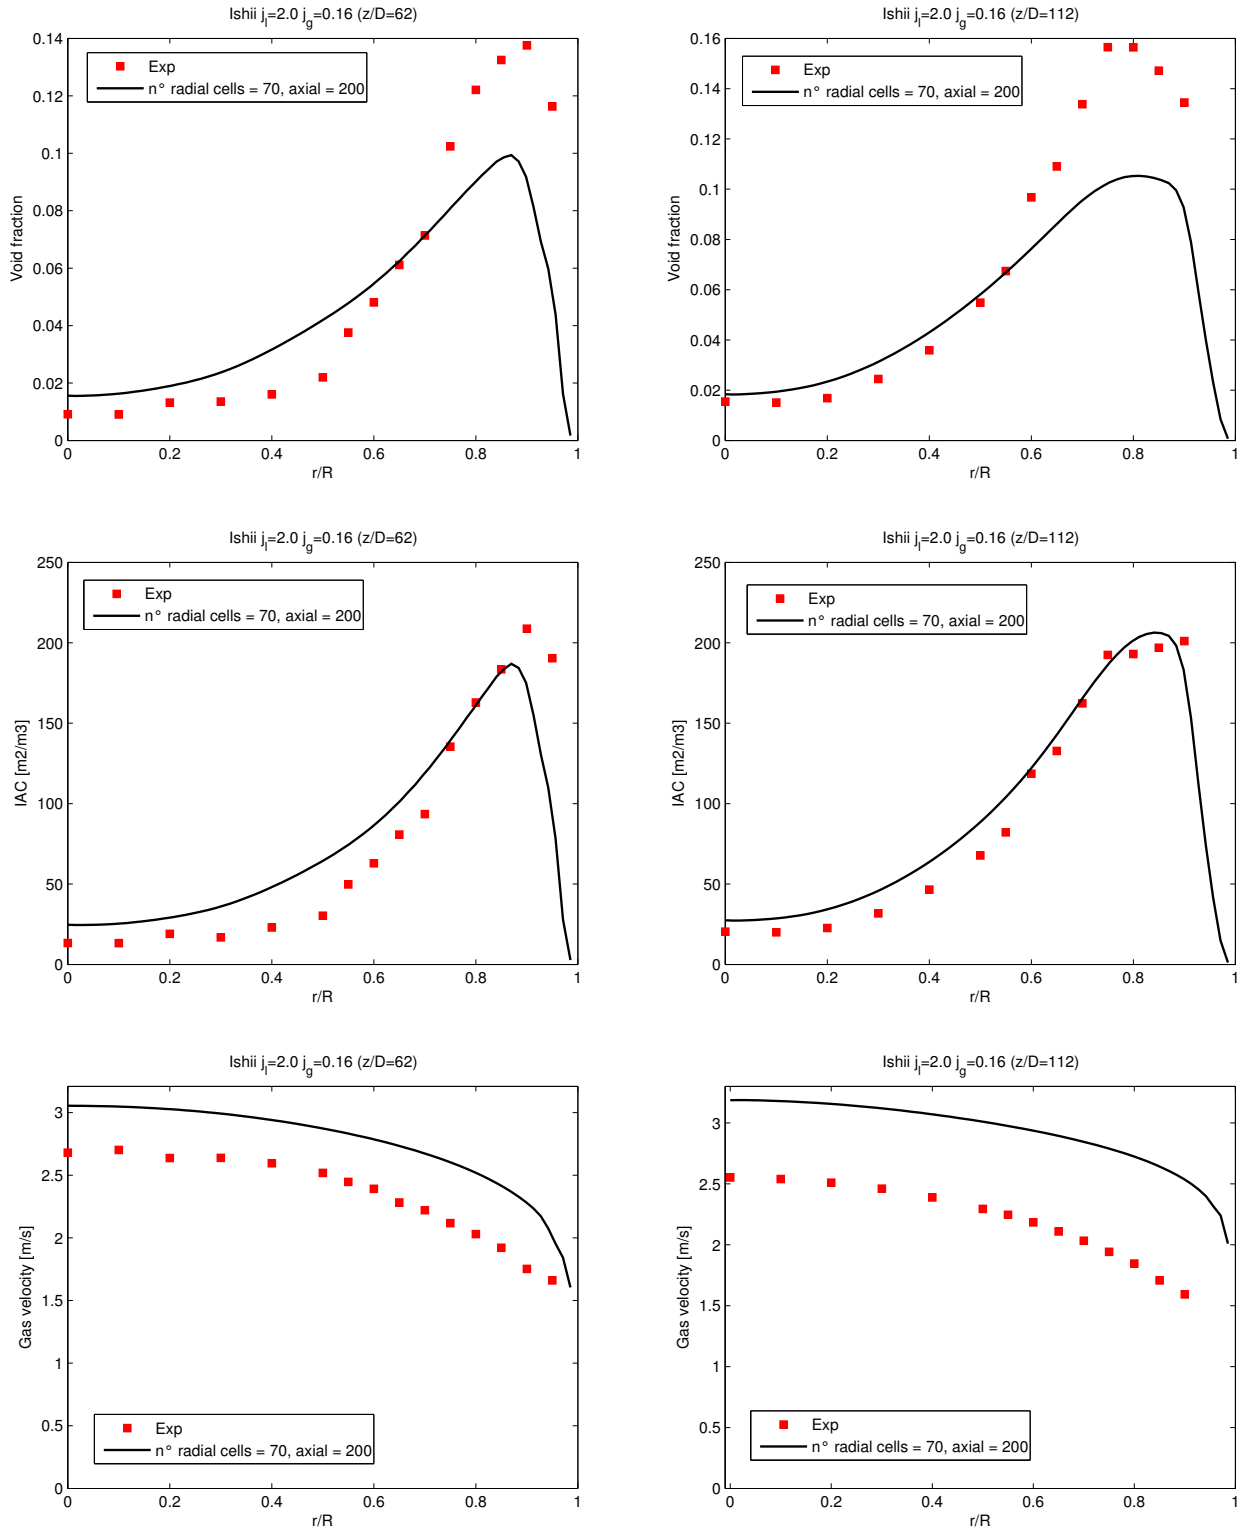 Ishii j_l=2.0 j_g=0.16 (z/D=62)
0.14
0.12
0.1
0.08
0.06
0.04
0.02
0
Void fraction
Exp
n° radial cells = 70, axial = 200
0 0.2 0.4 0.6 0.8 1
r/R
Ishii j_l=2.0 j_g=0.16 (z/D=112)
0.16
0.14
0.12
0.1
0.08
0.06
0.04
0.02
0
Void fraction
Exp
n° radial cells = 70, axial = 200
0 0.2 0.4 0.6 0.8 1
r/R
Ishii j_l=2.0 j_g=0.16 (z/D=62)
250
200
150
100
50
0
IAC [m2/m3]
Exp
n° radial cells = 70, axial = 200
0 0.2 0.4 0.6 0.8 1
r/R
Ishii j_l=2.0 j_g=0.16 (z/D=112)
250
200
150
100
50
0
IAC [m2/m3]
Exp
n° radial cells = 70, axial = 200
0 0.2 0.4 0.6 0.8 1
r/R
Ishii j_l=2.0 j_g=0.16 (z/D=62)
3
2.5
2
1.5
1
0.5
0
Gas velocity [m/s]
Exp
n° radial cells = 70, axial = 200
0 0.2 0.4 0.6 0.8 1
r/R
Ishii j_l=2.0 j_g=0.16 (z/D=112)
3
2.5
2
1.5
1
0.5
0
Gas velocity [m/s]
Exp
n° radial cells = 70, axial = 200
0 0.2 0.4 0.6 0.8 1
r/R